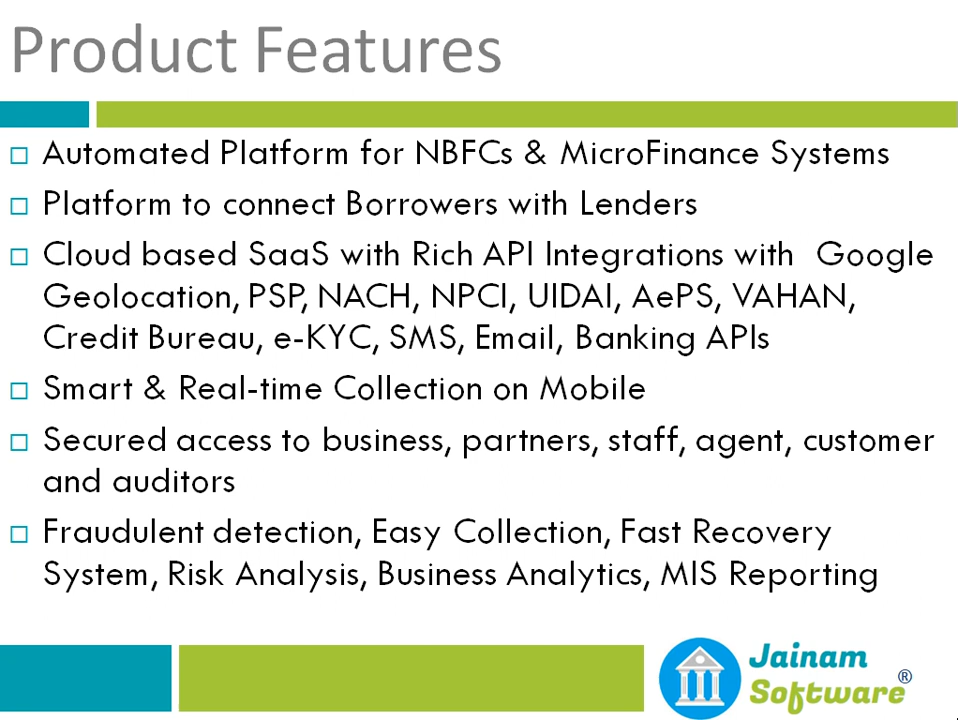 Product Features
Automated Platform for NBFCs & MicroFinance Systems
Platform to connect Borrowers with Lenders
Cloud based SaaS with Rich API Integrations with Google
Geolocation, PSP, NACH, NPCI, UIDAI, AePS, VAHAN,
Credit Bureau, e-KYC, SMS, Email, Banking APIs
Smart & Real-time Collection on Mobile
Secured access to business, partners, staff, agent, customer
and auditors
Fraudulent detection, Easy Collection, Fast Recovery
System, Risk Analysis, Business Analytics, MIS Reporting
Jainam
Software ®